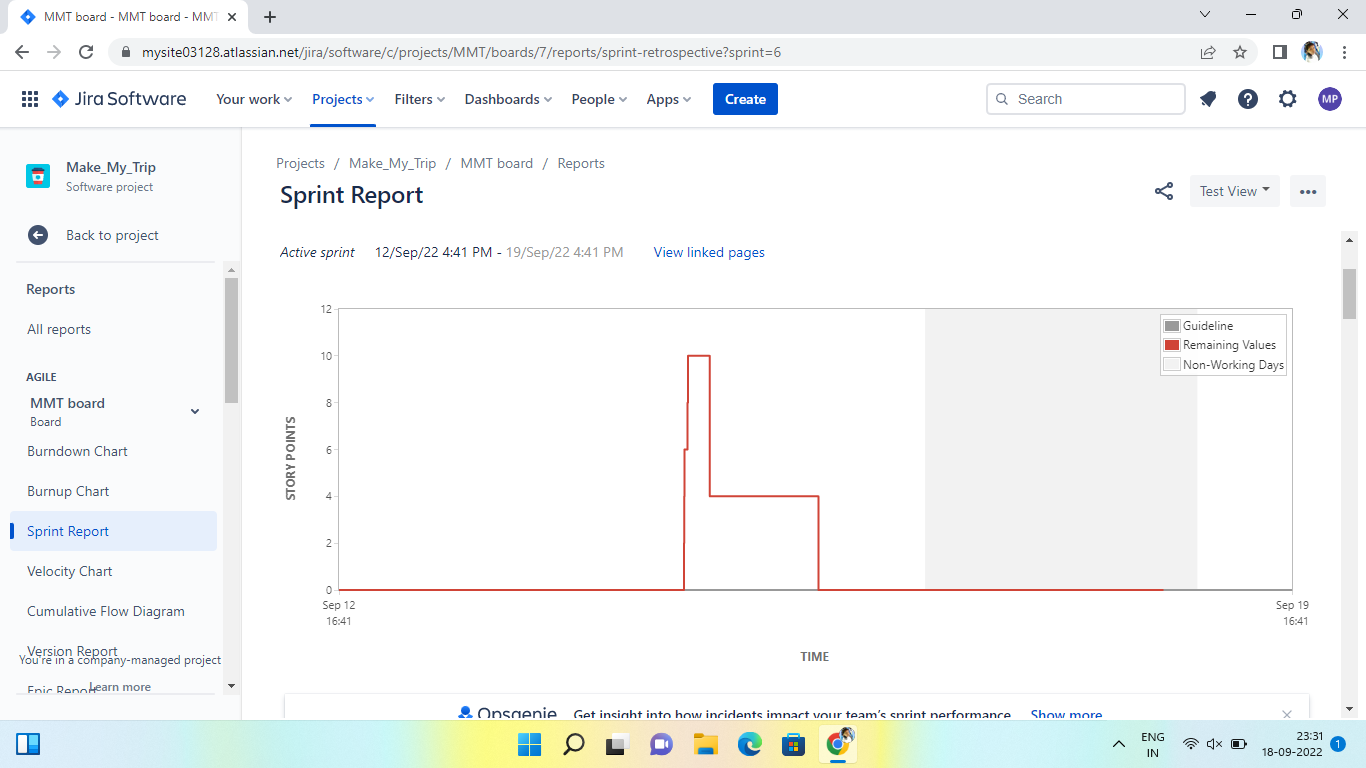 MMT board - MMT board - MMT
mysite03128.atlassian.net/jira/software/c/projects/MMT/boards/7/reports/sprint-retrospective?sprint=6
Jira Software Your work Projects Filters Dashboards People Apps Create Search MP
Make_My_Trip
Software project
Back to project
Reports
All reports
AGILE
MMT board
Board
Burndown Chart
Burnup Chart
Sprint Report
Velocity Chart
Cumulative Flow Diagram
Version Report
You're in a company-managed project
Epic Report
Learn more
Projects / Make_My_Trip / MMT board / Reports
Sprint Report
Test View
Active sprint 12/Sep/22 4:41 PM - 19/Sep/22 4:41 PM View linked pages
STORY POINTS
12
10
8
6
4
2
0
Guideline
Remaining Values
Non-Working Days
Sep 12
16:41
Sep 19
16:41
TIME
Opsgenie Get insight into how incidents impact your team's sprint performance. Show more
ENG
IN
23:31
18-09-2022
1